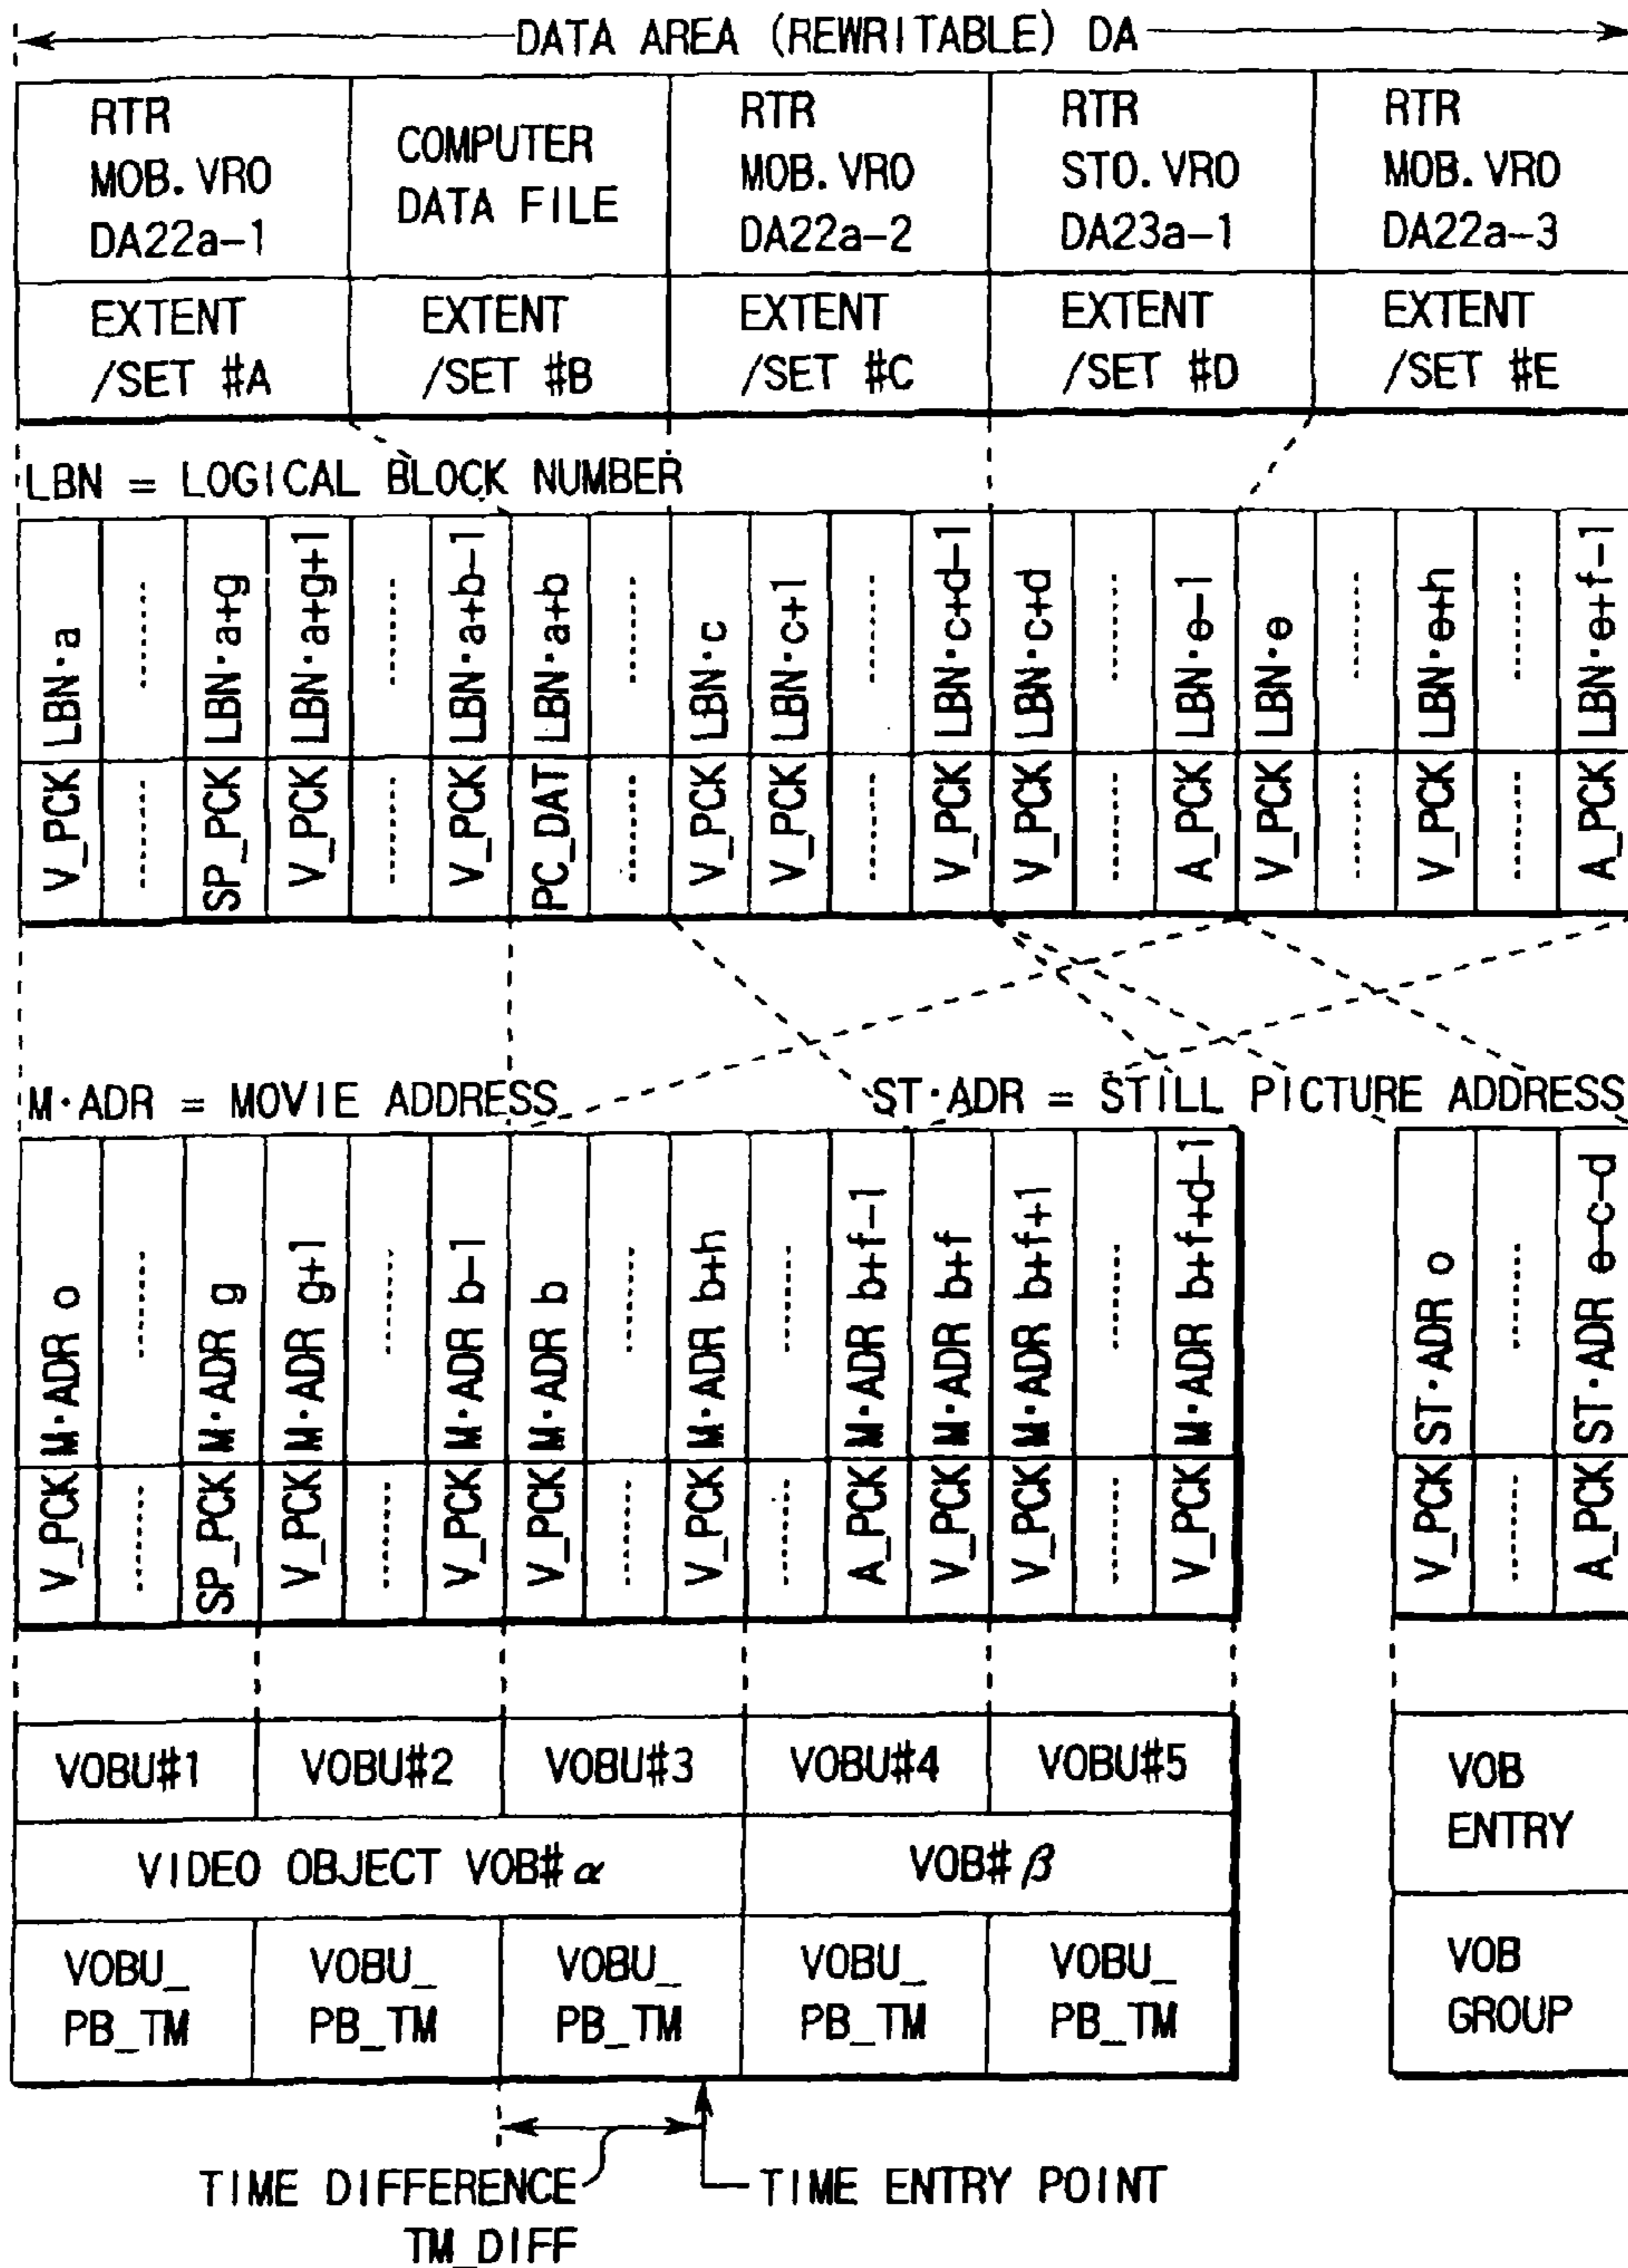 DATA AREA (REWRITABLE) DA
RTR
MOB.VRO
DA22a-1
COMPUTER
DATA FILE
RTR
MOB.VRO
DA22a-2
RTR
STO.VRO
DA23a-1
RTR
MOB.VRO
DA22a-3
EXTENT
/SET #A
EXTENT
/SET #B
EXTENT
/SET #C
EXTENT
/SET #D
EXTENT
/SET #E
LBN = LOGICAL BLOCK NUMBER
LBN·a
........
LBN·a+g
LBN·a+g+1
........
LBN·a+b-1
LBN·a+b
........
LBN·c
LBN·c+1
........
LBN·c+d-1
LBN·c+d
........
LBN·e-1
LBN·e
........
LBN·e+h
........
LBN·e+f-1
V_PCK
........
SP_PCK
V_PCK
........
V_PCK
PC_DAT
........
V_PCK
V_PCK
........
V_PCK
V_PCK
........
A_PCK
V_PCK
........
V_PCK
........
A_PCK
M·ADR = MOVIE ADDRESS
ST·ADR = STILL PICTURE ADDRESS
M·ADR o
........
M·ADR g
M·ADR g+1
........
M·ADR b-1
M·ADR b
........
M·ADR b+h
........
M·ADR b+f-1
M·ADR b+f
M·ADR b+f+1
........
M·ADR b+f+d-1
ST·ADR o
........
ST·ADR e-c-d
V_PCK
........
SP_PCK
V_PCK
........
V_PCK
V_PCK
........
V_PCK
........
A_PCK
V_PCK
V_PCK
........
V_PCK
V_PCK
........
A_PCK
VOBU#1
VOBU#2
VOBU#3
VOBU#4
VOBU#5
VOB
ENTRY
VIDEO OBJECT VOB#α
VOB#β
VOBU_
PB_TM
VOBU_
PB_TM
VOBU_
PB_TM
VOBU_
PB_TM
VOBU_
PB_TM
VOB
GROUP
TIME DIFFERENCE
TM_DIFF
TIME ENTRY POINT